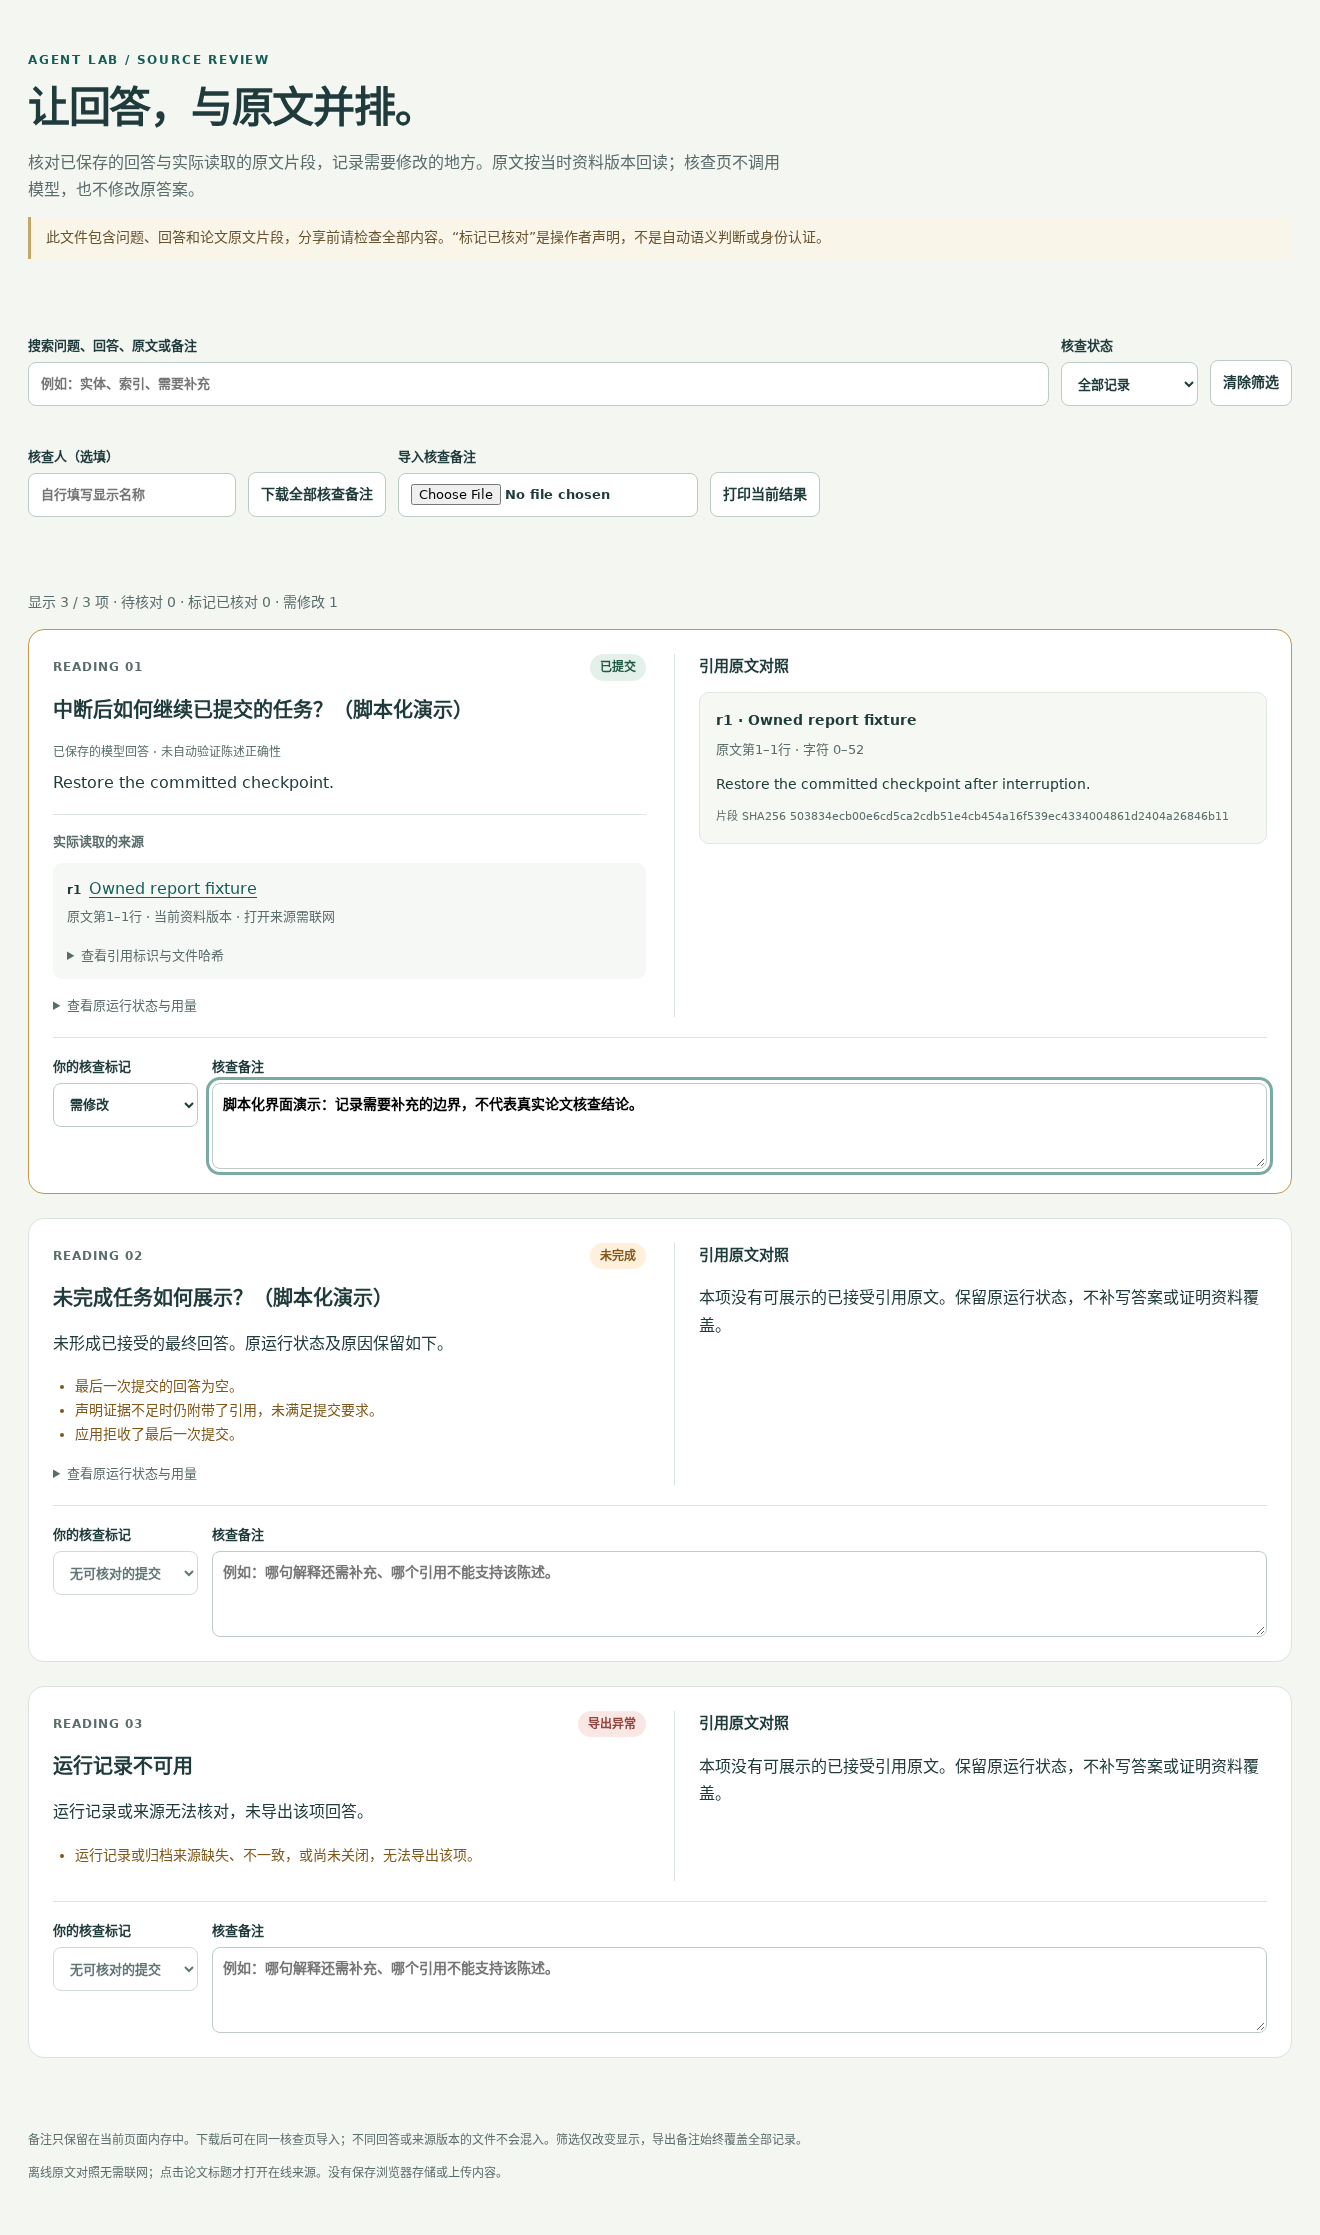 AGENT LAB / SOURCE REVIEW
让回答，与原文并排。
核对已保存的回答与实际读取的原文片段，记录需要修改的地方。原文按当时资料版本回读；核查页不调用
模型，也不修改原答案。
此文件包含问题、回答和论文原文片段，分享前请检查全部内容。“标记已核对”是操作者声明，不是自动语义判断或身份认证。
搜索问题、回答、原文或备注
核查状态
例如：实体、索引、需要补充
全部记录
清除筛选
核查人（选填）
导入核查备注
自行填写显示名称
下载全部核查备注
Choose File No file chosen
打印当前结果
显示 3 / 3 项 · 待核对 0 · 标记已核对 0 · 需修改 1
READING 01
已提交
中断后如何继续已提交的任务？（脚本化演示）
已保存的模型回答 · 未自动验证陈述正确性
Restore the committed checkpoint.
实际读取的来源
r1 Owned report fixture
原文第1–1行 · 当前资料版本 · 打开来源需联网
查看引用标识与文件哈希
查看原运行状态与用量
引用原文对照
r1 · Owned report fixture
原文第1–1行 · 字符 0–52
Restore the committed checkpoint after interruption.
片段 SHA256 503834ecb00e6cd5ca2cdb51e4cb454a16f539ec4334004861d2404a26846b11
你的核查标记
核查备注
需修改
脚本化界面演示：记录需要补充的边界，不代表真实论文核查结论。
READING 02
未完成
未完成任务如何展示？（脚本化演示）
未形成已接受的最终回答。原运行状态及原因保留如下。
• 最后一次提交的回答为空。
• 声明证据不足时仍附带了引用，未满足提交要求。
• 应用拒收了最后一次提交。
查看原运行状态与用量
引用原文对照
本项没有可展示的已接受引用原文。保留原运行状态，不补写答案或证明资料覆
盖。
你的核查标记
核查备注
无可核对的提交
例如：哪句解释还需补充、哪个引用不能支持该陈述。
READING 03
导出异常
运行记录不可用
运行记录或来源无法核对，未导出该项回答。
• 运行记录或归档来源缺失、不一致，或尚未关闭，无法导出该项。
引用原文对照
本项没有可展示的已接受引用原文。保留原运行状态，不补写答案或证明资料覆
盖。
你的核查标记
核查备注
无可核对的提交
例如：哪句解释还需补充、哪个引用不能支持该陈述。
备注只保留在当前页面内存中。下载后可在同一核查页导入；不同回答或来源版本的文件不会混入。筛选仅改变显示，导出备注始终覆盖全部记录。
离线原文对照无需联网；点击论文标题才打开在线来源。没有保存浏览器存储或上传内容。